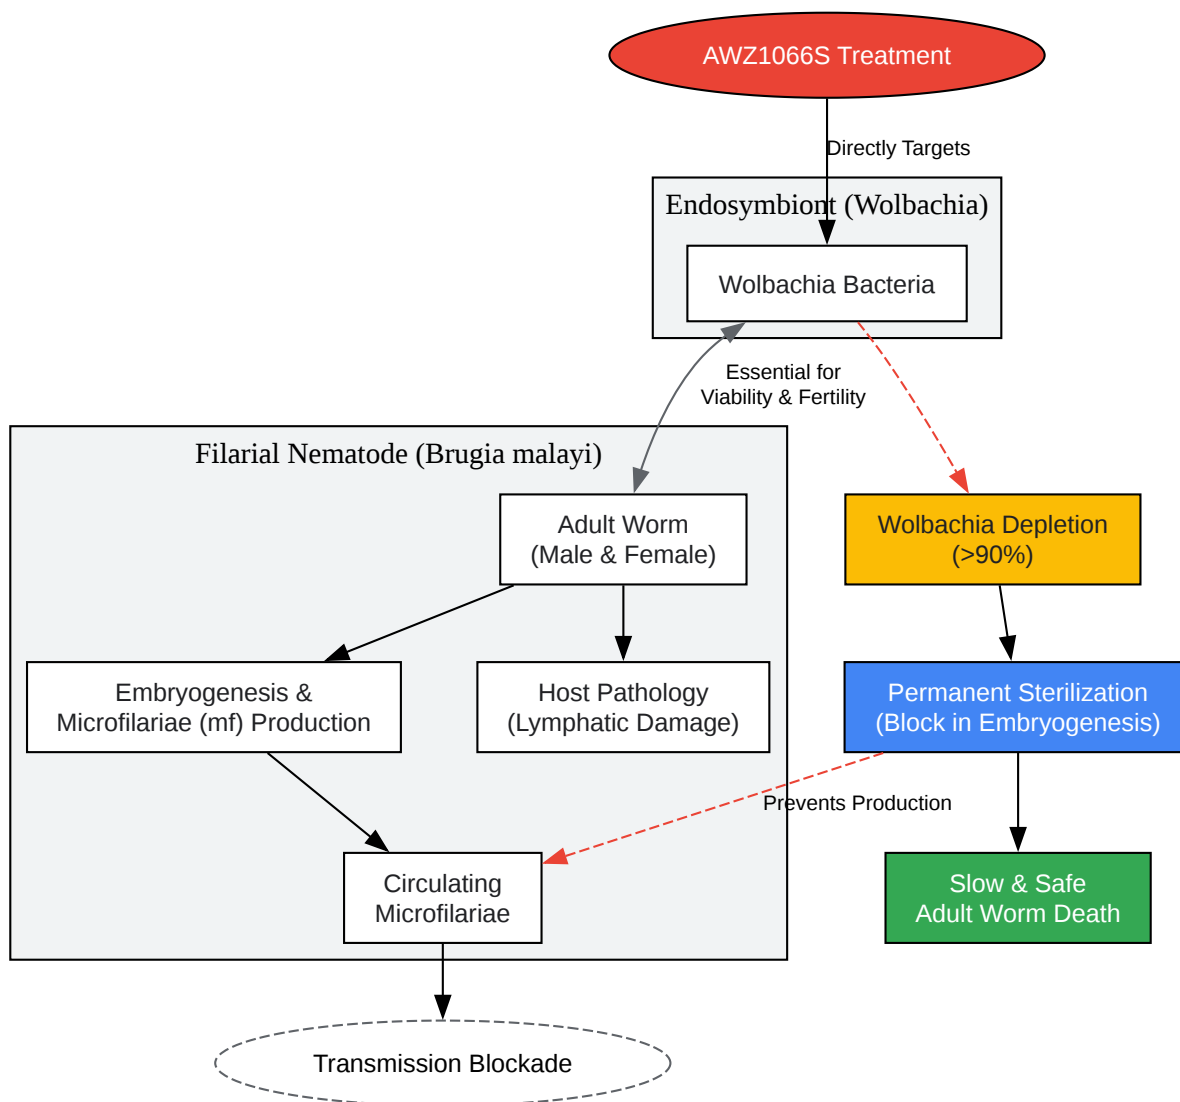 AWZ1066S Treatment
Directly Targets
Endosymbiont (Wolbachia)
Wolbachia Bacteria
Essential for
Viability & Fertility
Filarial Nematode (Brugia malayi)
Adult Worm
(Male & Female)
Wolbachia Depletion
(>90%)
Embryogenesis &
Microfilariae (mf) Production
Host Pathology
(Lymphatic Damage)
Permanent Sterilization
(Block in Embryogenesis)
Prevents Production
Circulating
Microfilariae
Slow & Safe
Adult Worm Death
Transmission Blockade